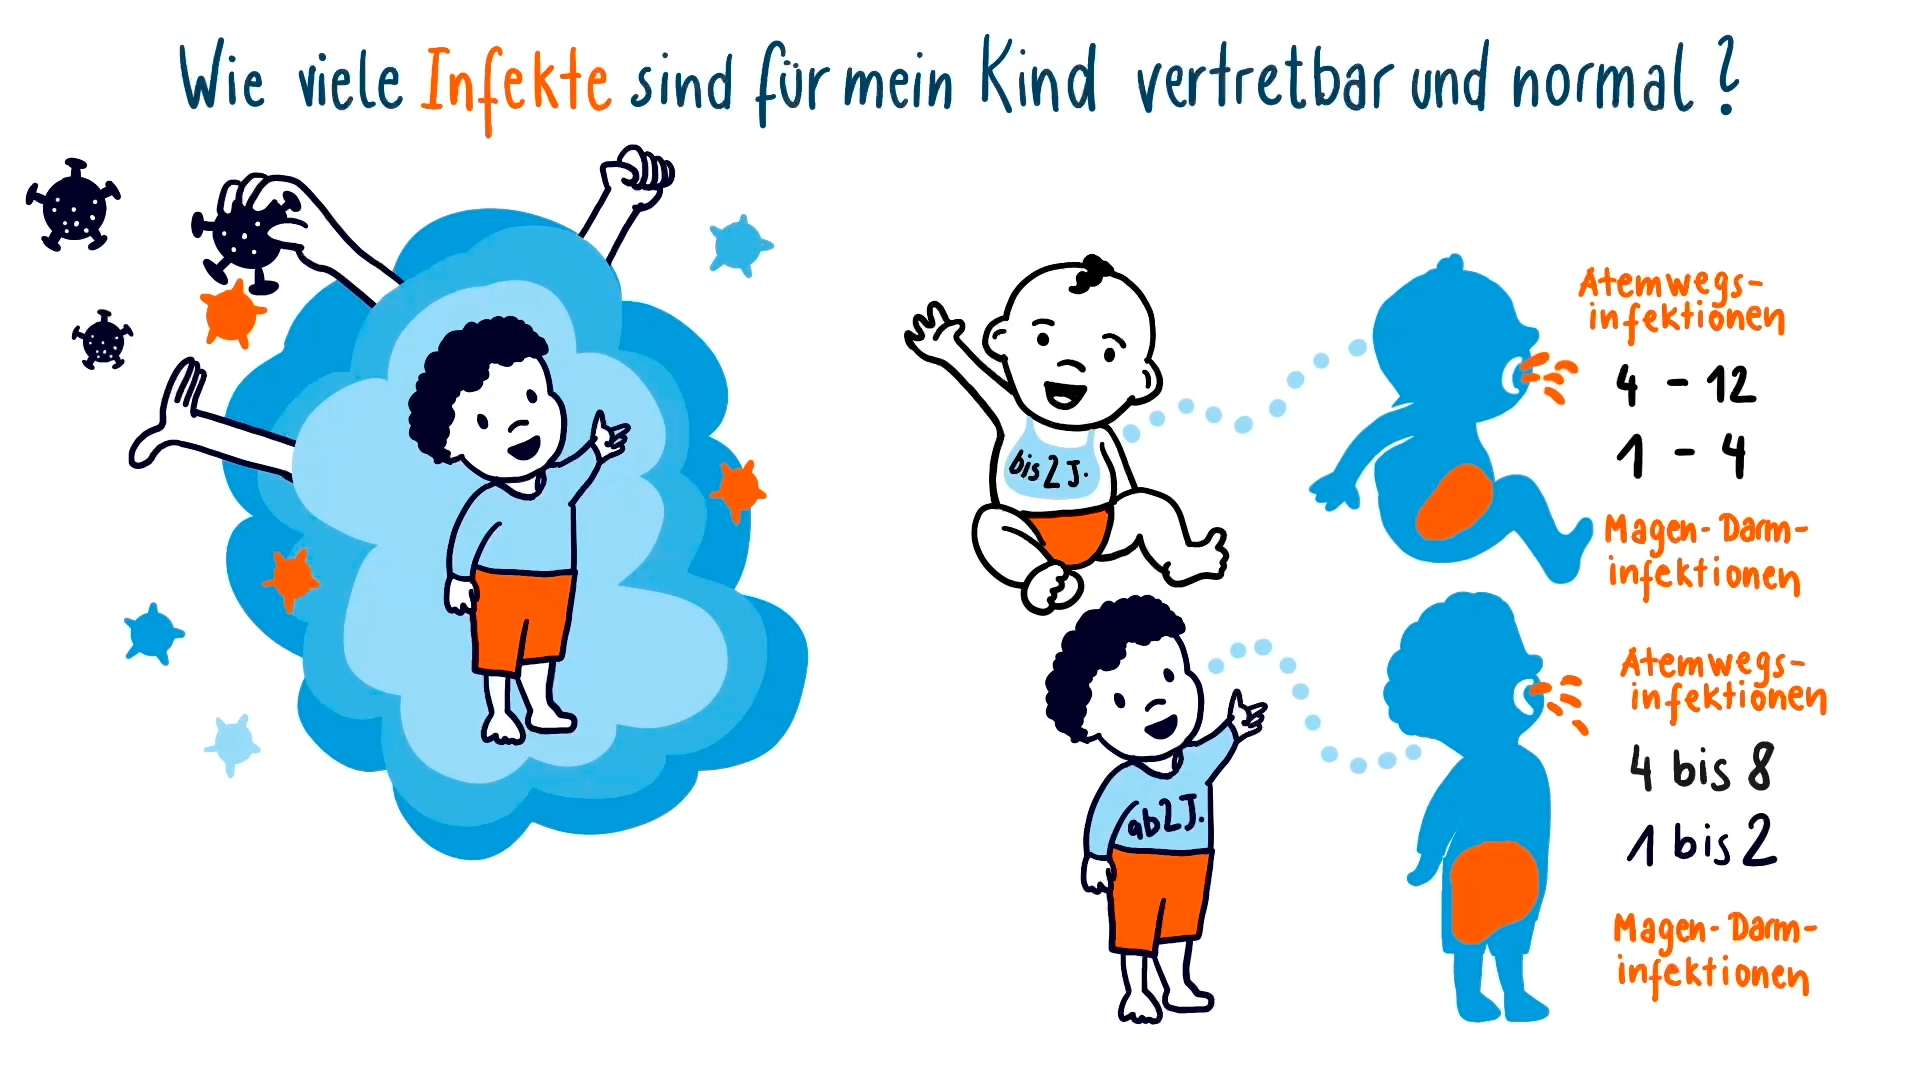 Wie viele Infekte sind für mein Kind vertretbar und normal?
bis 2 J.
Atemwegs-
infektionen
4 - 12
1 - 4
Magen-Darm-
infektionen
ab 2 J.
Atemwegs-
infektionen
4 bis 8
1 bis 2
Magen-Darm-
infektionen